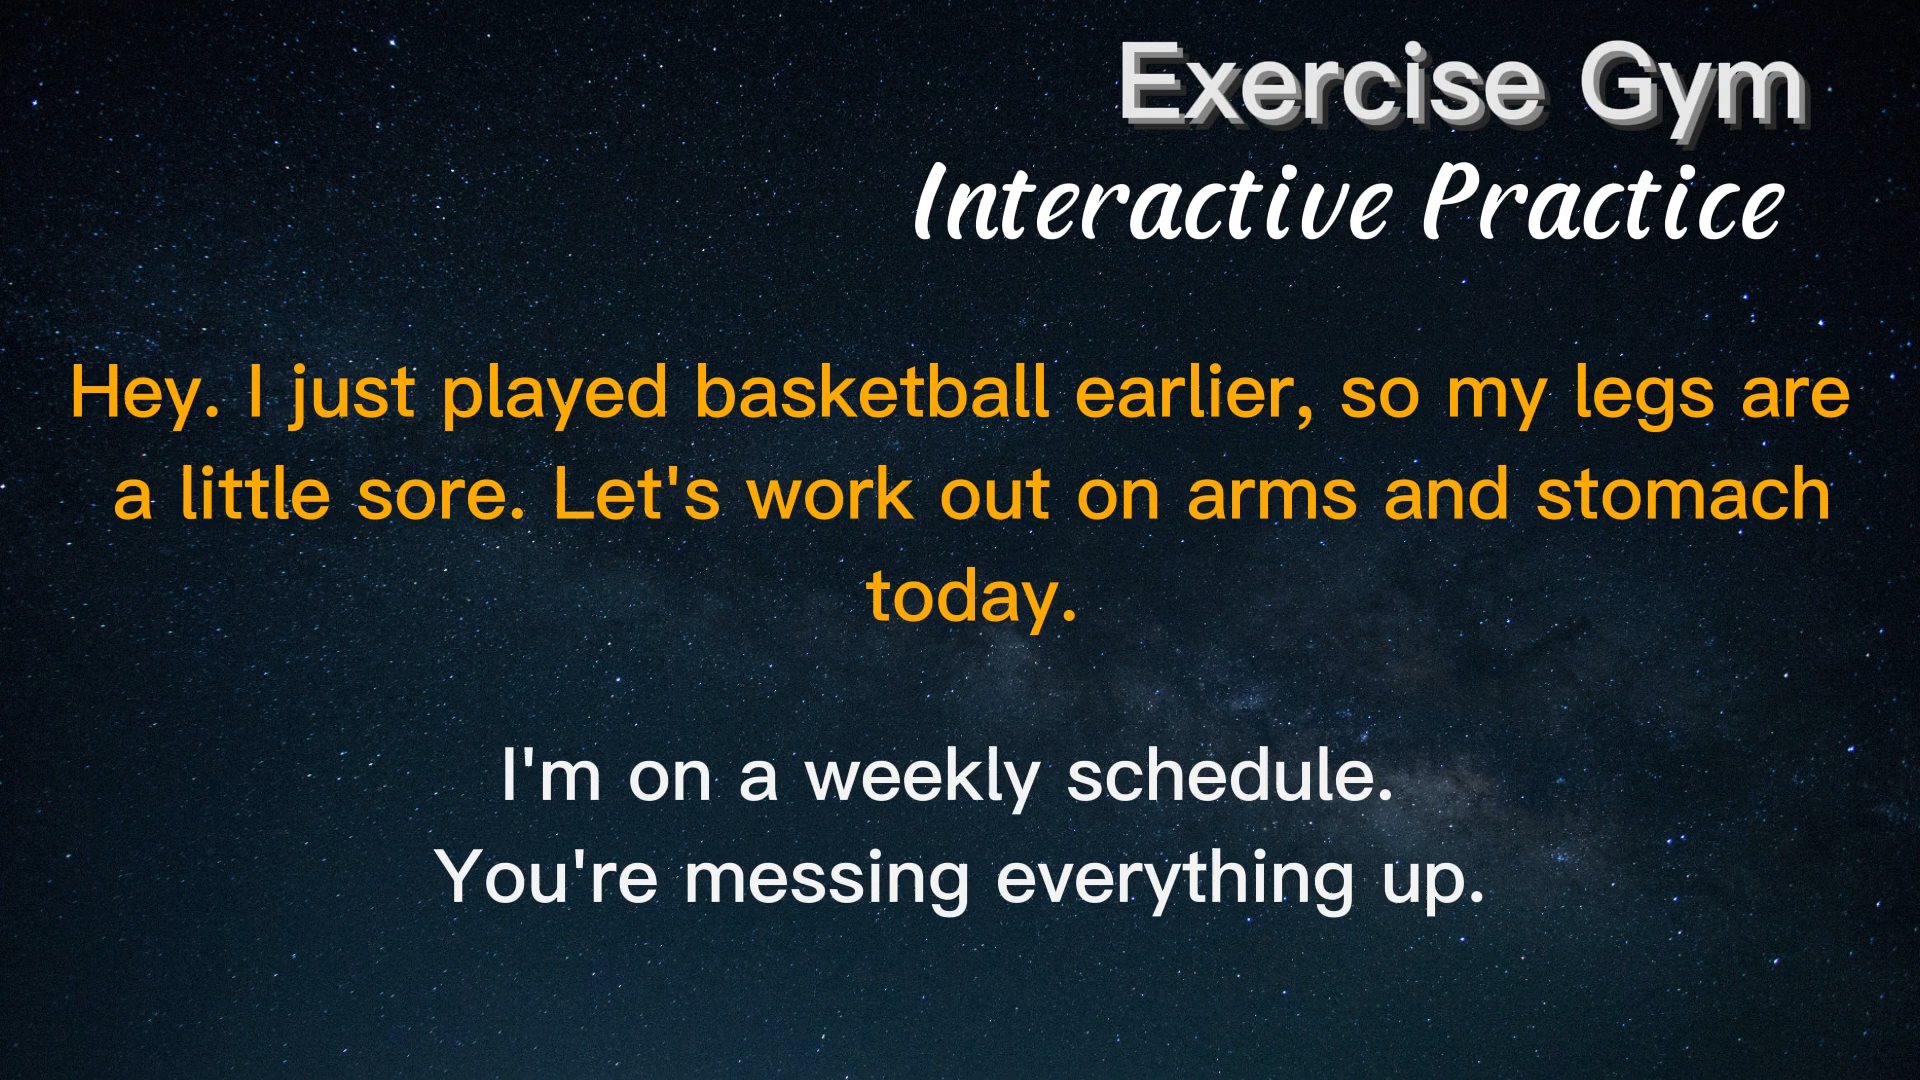 Exercise Gym
Interactive Practice
Hey. I just played basketball earlier, so my legs are
a little sore. Let's work out on arms and stomach
today.
I'm on a weekly schedule.
You're messing everything up.